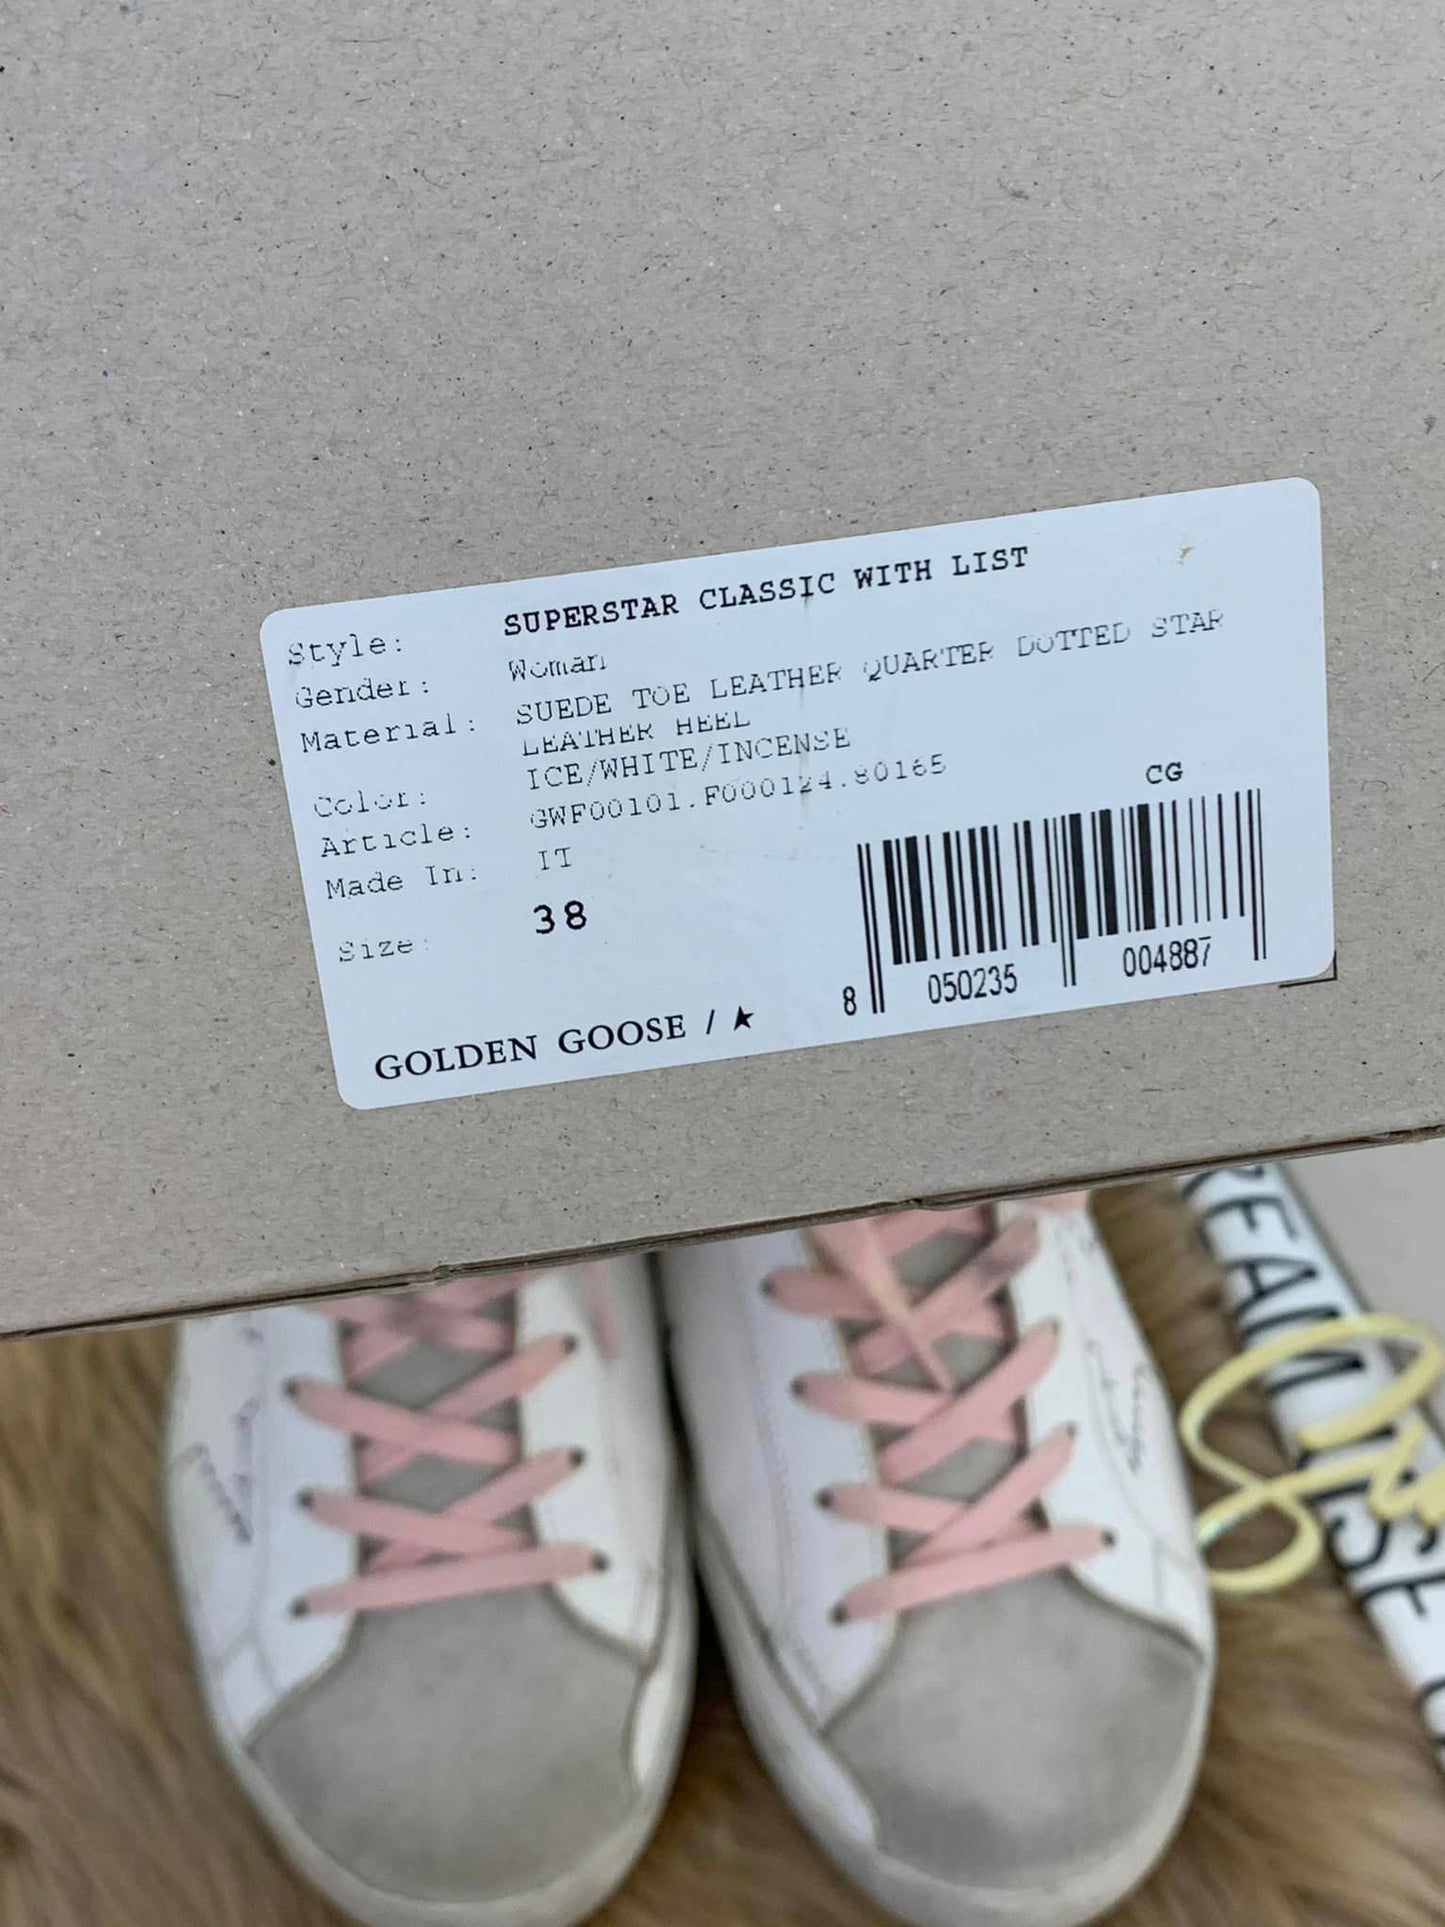 Style: SUPERSTAR CLASSIC WITH LIST
Gender: Woman
Material: SUEDE TOE LEATHER QUARTER DOTTED STAR
LEATHER HEEL
Color: ICE/WHITE/INCENSE
Article: GWF00101.F000124.80165
Made In: IT
Size: 38
CG
8 050235 004887
GOLDEN GOOSE / ★